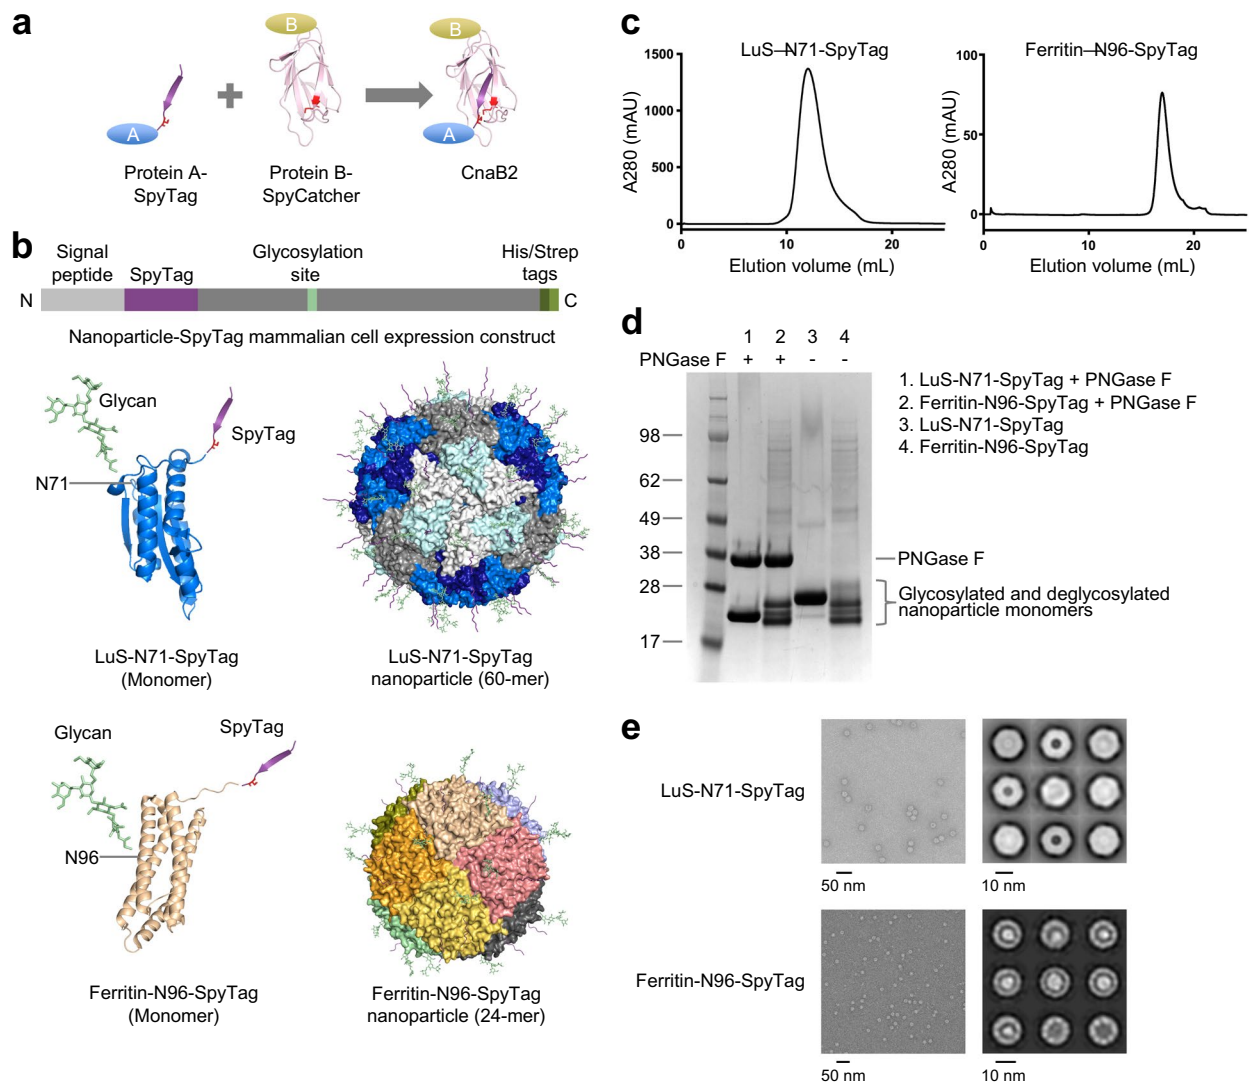 a
B
A
Protein A-
SpyTag
Protein B-
SpyCatcher
B
A
CnaB2
b
Signal
peptide
SpyTag
Glycosylation
site
His/Strep
tags
N
C
Nanoparticle-SpyTag mammalian cell expression construct
Glycan
SpyTag
N71
LuS-N71-SpyTag
(Monomer)
LuS-N71-SpyTag
nanoparticle (60-mer)
Glycan
SpyTag
N96
Ferritin-N96-SpyTag
(Monomer)
Ferritin-N96-SpyTag
nanoparticle (24-mer)
c
LuS–N71-SpyTag
1500
1000
500
0
A280 (mAU)
0 10 20
Elution volume (mL)
Ferritin–N96-SpyTag
100
50
0
A280 (mAU)
0 10 20
Elution volume (mL)
d
1 2 3 4
PNGase F + + - -
98
62
49
38
28
17
PNGase F
Glycosylated and deglycosylated
nanoparticle monomers
1. LuS-N71-SpyTag + PNGase F
2. Ferritin-N96-SpyTag + PNGase F
3. LuS-N71-SpyTag
4. Ferritin-N96-SpyTag
e
LuS-N71-SpyTag
50 nm
10 nm
Ferritin-N96-SpyTag
50 nm
10 nm